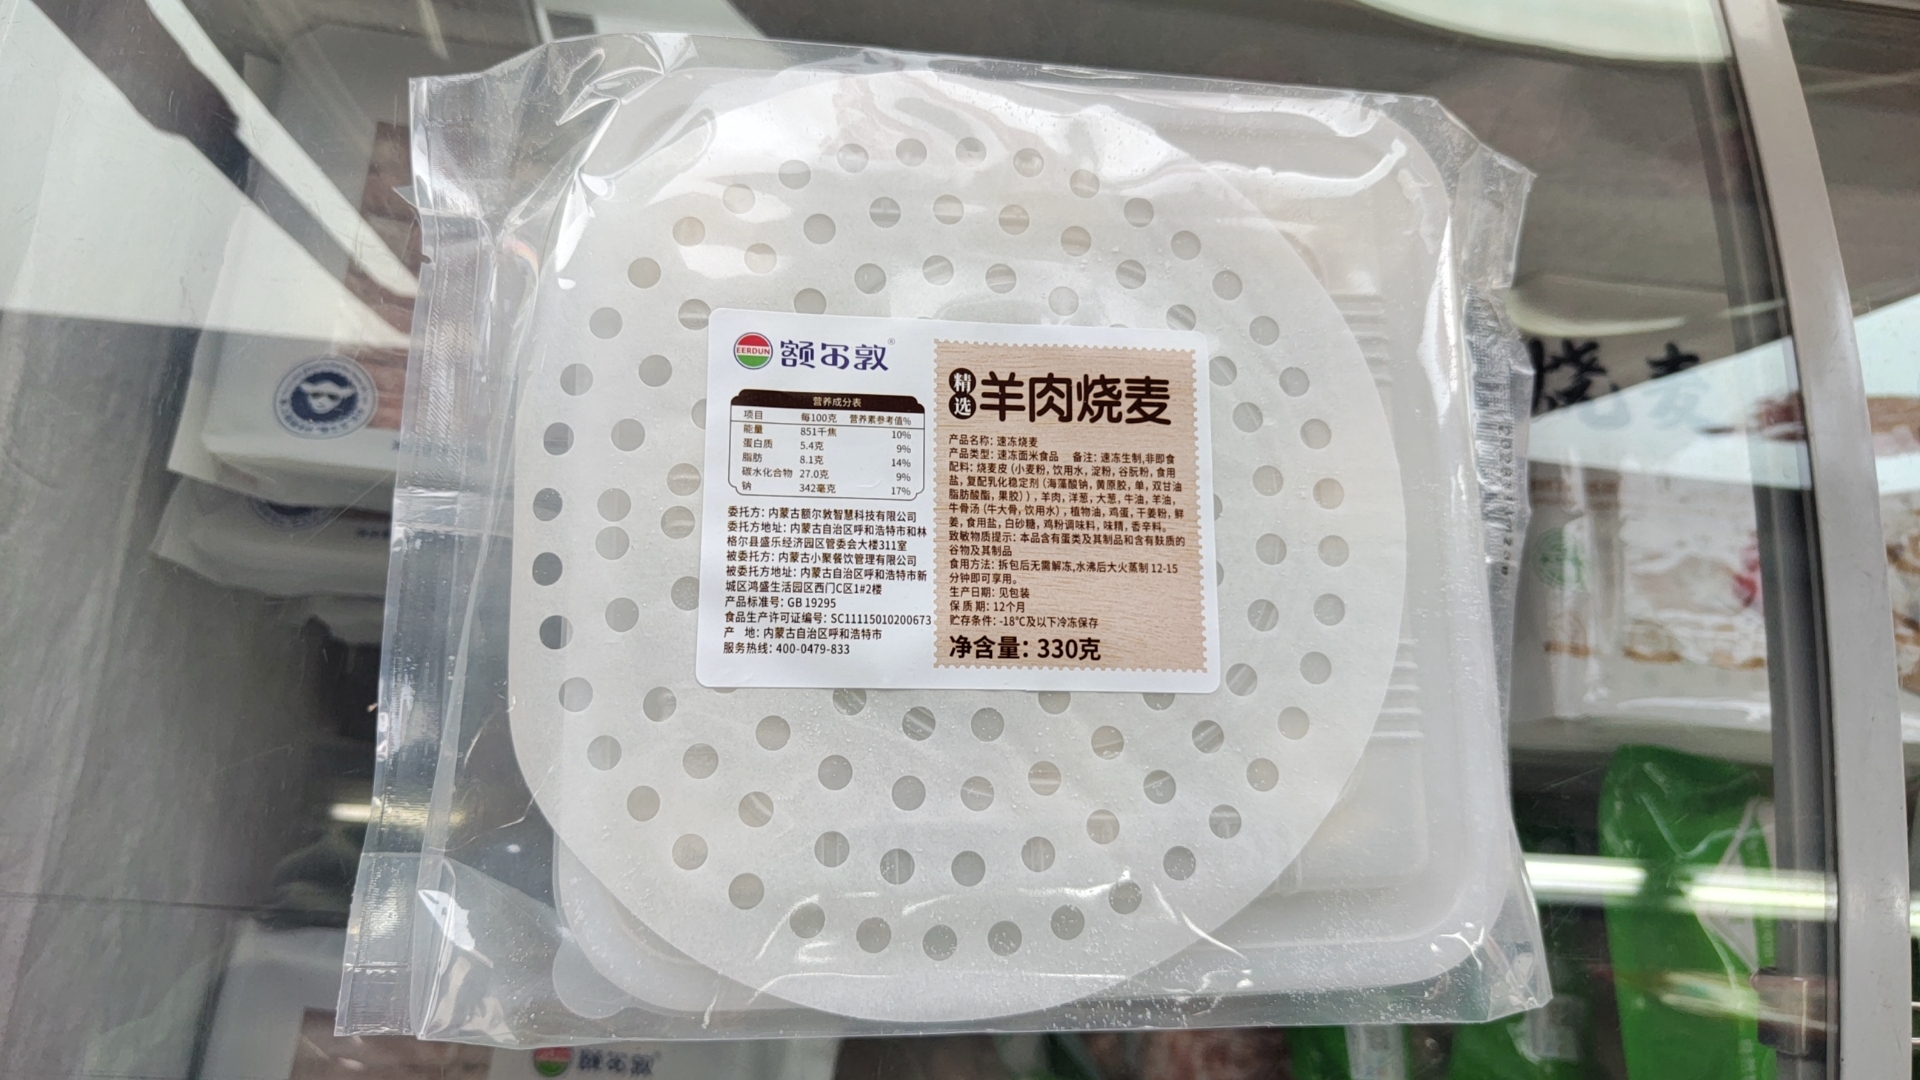 EERDUN 额尔敦®
营养成分表
项目 每100克 营养素参考值%
能量 851千焦 10%
蛋白质 5.4克 9%
脂肪 8.1克 14%
碳水化合物 27.0克 9%
钠 342毫克 17%
委托方：内蒙古额尔敦智慧科技有限公司
委托方地址：内蒙古自治区呼和浩特市和林
格尔县盛乐经济园区管委会大楼311室
被委托方：内蒙古小聚餐饮管理有限公司
被委托方地址：内蒙古自治区呼和浩特市新
城区鸿盛生活园区西门C区1#2楼
产品标准号：GB 19295
食品生产许可证编号：SC11115010200673
产 地：内蒙古自治区呼和浩特市
服务热线：400-0479-833
精选 羊肉烧麦
产品名称：速冻烧麦
产品类型：速冻面米食品 备注：速冻生制，非即食
配料：烧麦皮（小麦粉，饮用水，淀粉，谷朊粉，食用
盐，复配乳化稳定剂（海藻酸钠，黄原胶，单，双甘油
脂肪酸酯，果胶）），羊肉，洋葱，大葱，牛油，羊油，
牛骨汤（牛大骨，饮用水），植物油，鸡蛋，干姜粉，鲜
姜，食用盐，白砂糖，鸡粉调味料，味精，香辛料。
致敏物质提示：本品含有蛋类及其制品和含有麸质的
谷物及其制品
食用方法：拆包后无需解冻，水沸后大火蒸制 12-15
分钟即可享用。
生产日期：见包装
保质期：12个月
贮存条件：-18℃及以下冷冻保存
净含量：330克
烧麦
额尔敦